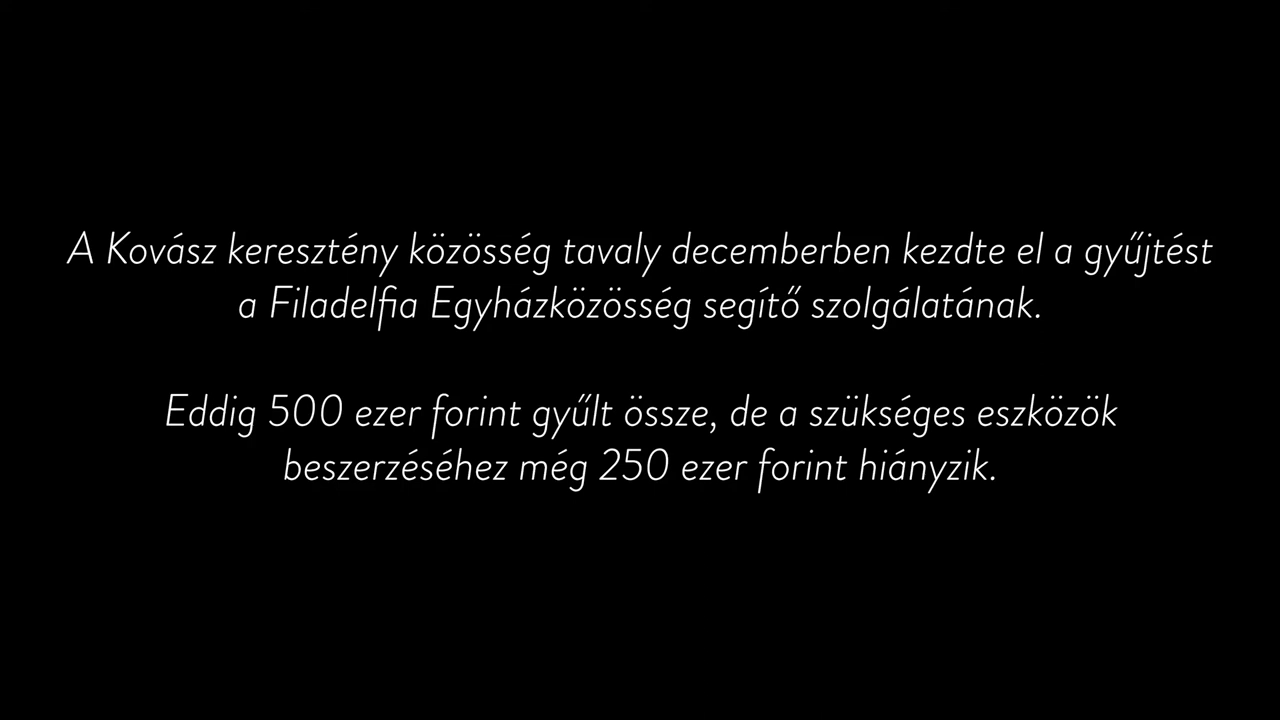 A Kovász keresztény közösség tavaly decemberben kezdte el a gyűjtést
a Filadelfia Egyházközösség segítő szolgálatának.
Eddig 500 ezer forint gyűlt össze, de a szükséges eszközök
beszerzéséhez még 250 ezer forint hiányzik.